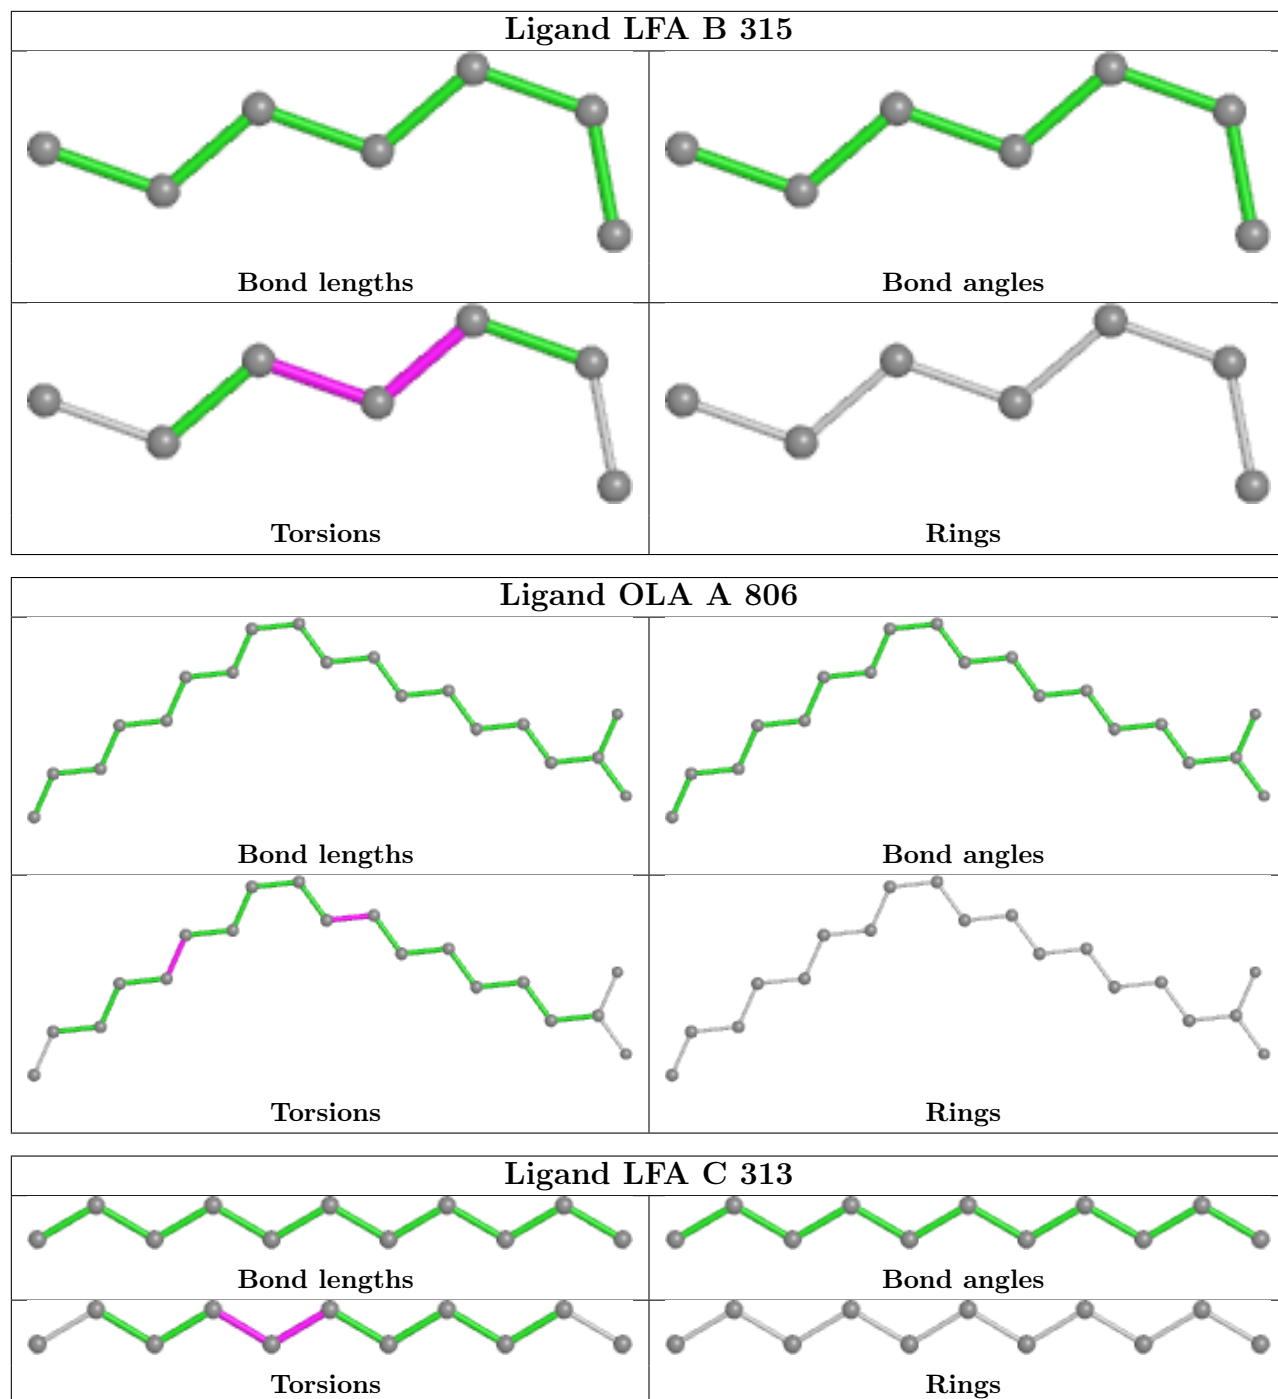 Ligand LFA B 315
Bond lengths Bond angles
Torsions Rings
Ligand OLA A 806
Bond lengths Bond angles
Torsions Rings
Ligand LFA C 313
Bond lengths Bond angles
Torsions Rings